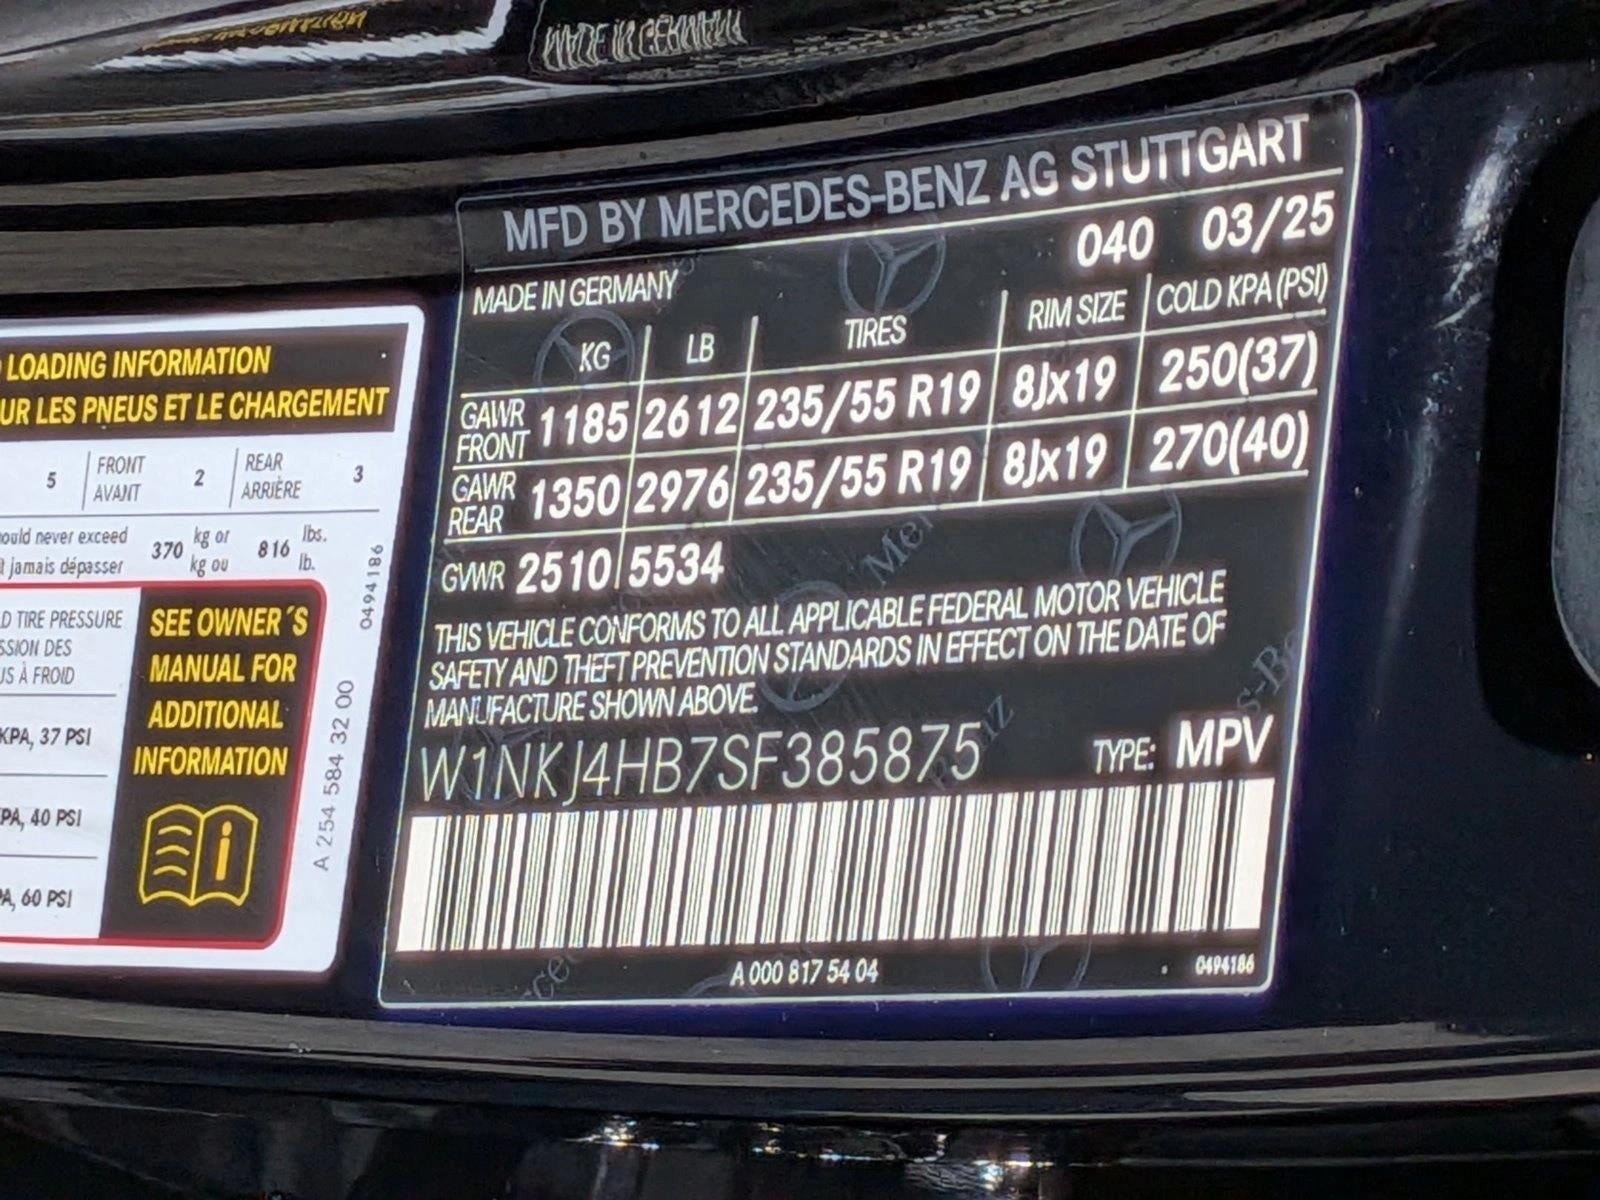 MADE IN GERMANY
LOADING INFORMATION
UR LES PNEUS ET LE CHARGEMENT
5 FRONT AVANT 2 REAR ARRIÈRE 3
ould never exceed 370 kg or 816 lbs.
t jamais dépasser kg ou lb.
D TIRE PRESSURE
SSION DES
US À FROID
KPA, 37 PSI
PA, 40 PSI
A, 60 PSI
SEE OWNER´S
MANUAL FOR
ADDITIONAL
INFORMATION
0494186
A 254 584 32 00
MFD BY MERCEDES-BENZ AG STUTTGART
040 03/25
MADE IN GERMANY
KG LB TIRES RIM SIZE COLD KPA (PSI)
GAWR FRONT 1185 2612 235/55 R19 8Jx19 250(37)
GAWR REAR 1350 2976 235/55 R19 8Jx19 270(40)
GVWR 2510 5534
THIS VEHICLE CONFORMS TO ALL APPLICABLE FEDERAL MOTOR VEHICLE
SAFETY AND THEFT PREVENTION STANDARDS IN EFFECT ON THE DATE OF
MANUFACTURE SHOWN ABOVE.
W1NKJ4HB7SF385875 TYPE: MPV
A 000 817 54 04 0494186